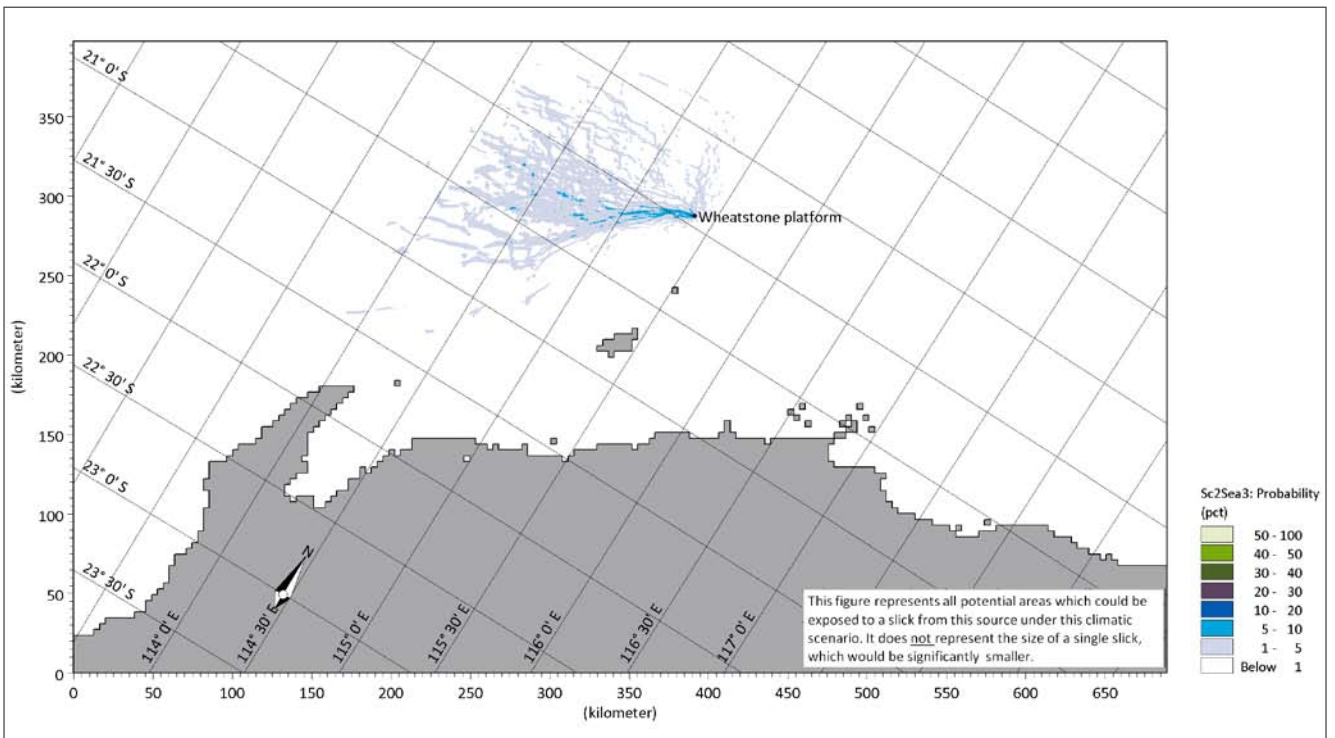 21° 0' S
21° 30' S
22° 0' S
22° 30' S
23° 0' S
23° 30' S
350
300
250
200
150
100
50
0
(kilometer)
Wheatstone platform
N
114° 0' E
114° 30' E
115° 0' E
115° 30' E
116° 0' E
116° 30' E
117° 0' E
This figure represents all potential areas which could be
exposed to a slick from this source under this climatic
scenario. It does not represent the size of a single slick,
which would be significantly smaller.
0 50 100 150 200 250 300 350 400 450 500 550 600 650
(kilometer)
Sc2Sea3: Probability
(pct)
50 - 100
40 - 50
30 - 40
20 - 30
10 - 20
5 - 10
1 - 5
Below 1